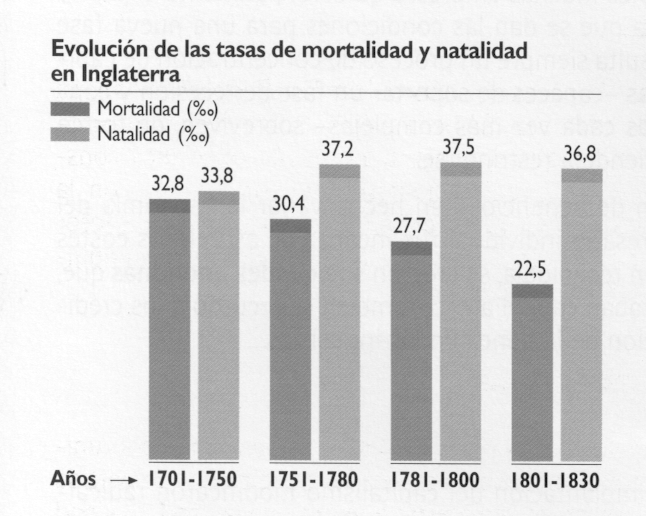 Evolución de las tasas de mortalidad y natalidad
en Inglaterra
Mortalidad (‰)
Natalidad (‰)
32,8 33,8 30,4 37,2 27,7 37,5 22,5 36,8
Años → 1701-1750 1751-1780 1781-1800 1801-1830